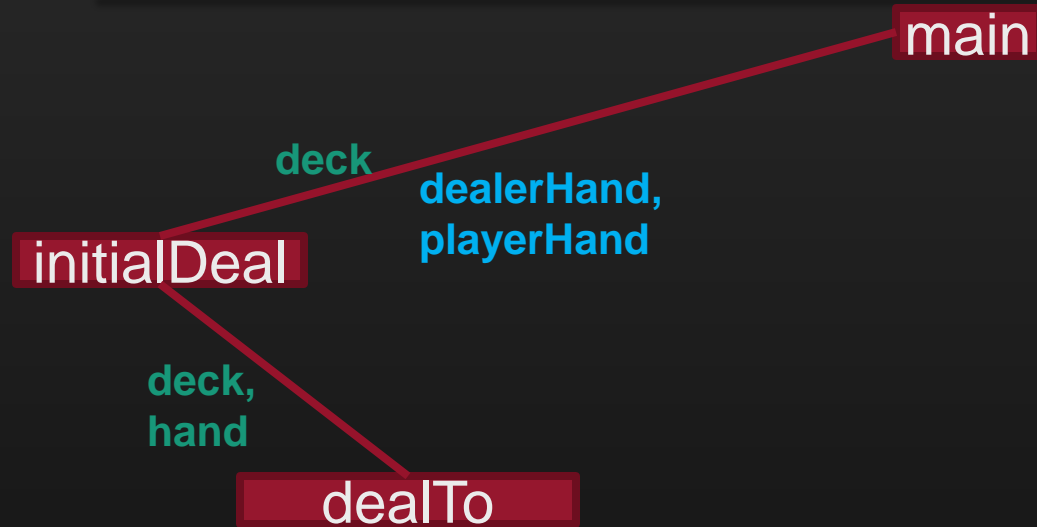 main
deck
dealerHand,
playerHand
initialDeal
deck,
hand
dealTo